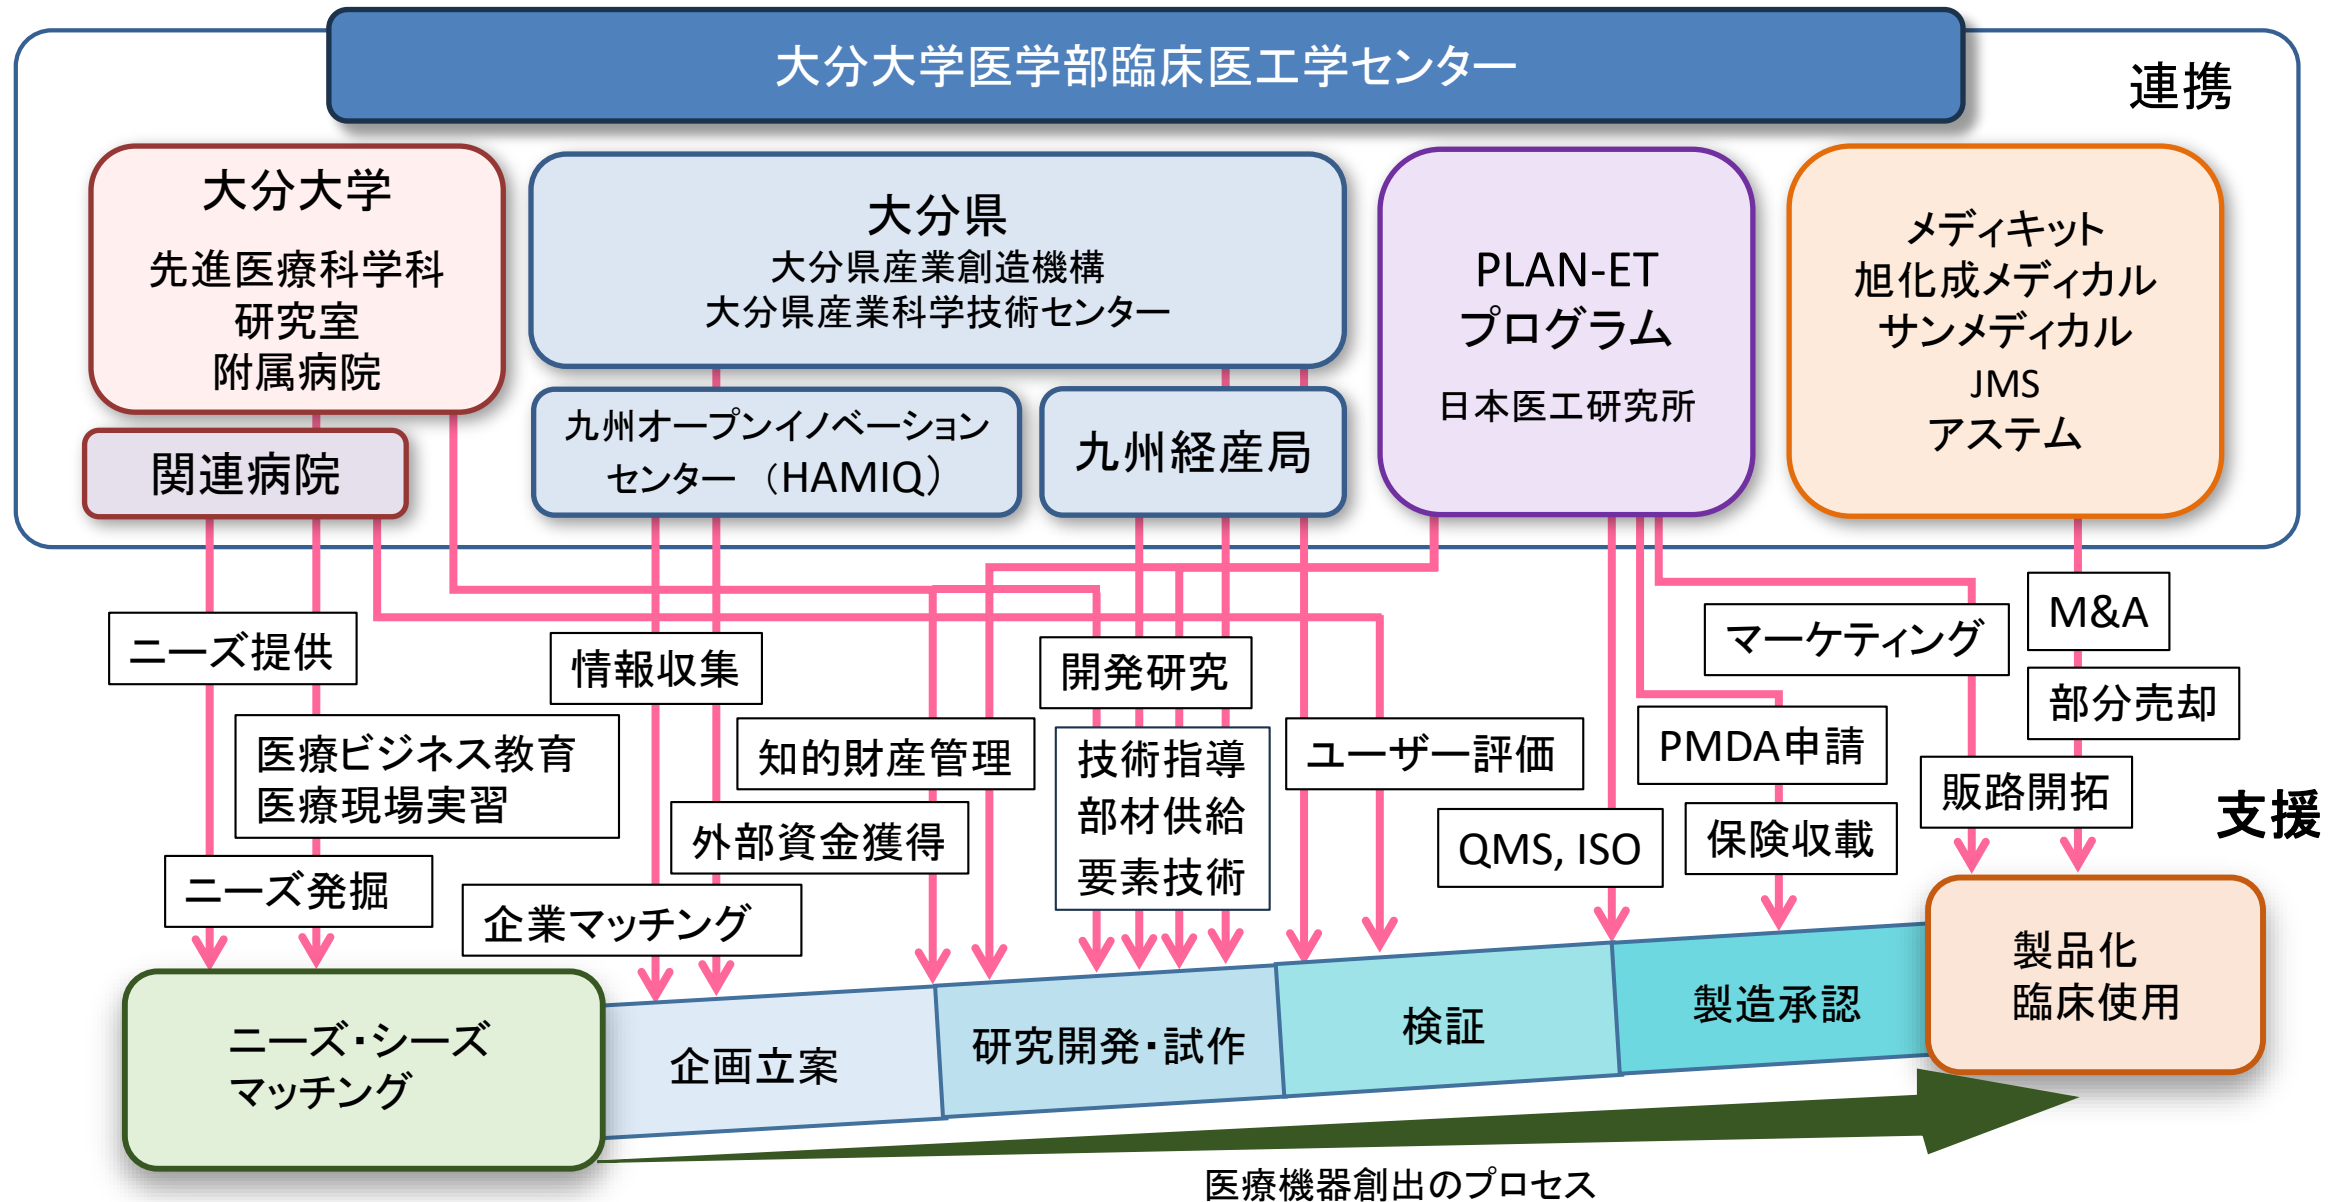 大分大学医学部臨床医工学センター
連携
大分大学
先進医療科学科
研究室
附属病院
関連病院
大分県
大分県産業創造機構
大分県産業科学技術センター
九州オープンイノベーション
センター（HAMIQ）
九州経産局
PLAN-ET
プログラム
日本医工研究所
メディキット
旭化成メディカル
サンメディカル
JMS
アステム
ニーズ提供
医療ビジネス教育
医療現場実習
ニーズ発掘
情報収集
企業マッチング
外部資金獲得
知的財産管理
開発研究
技術指導
部材供給
要素技術
ユーザー評価
QMS, ISO
PMDA申請
保険収載
マーケティング
販路開拓
M&A
部分売却
支援
ニーズ・シーズ
マッチング
企画立案
研究開発・試作
検証
製造承認
製品化
臨床使用
医療機器創出のプロセス